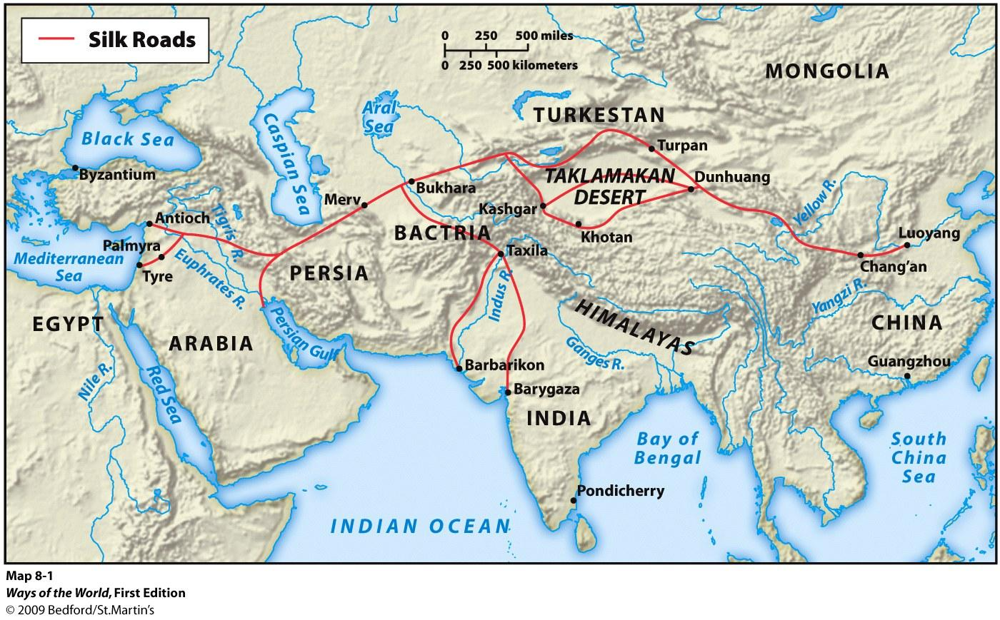 Silk Roads
0 250 500 miles
0 250 500 kilometers
MONGOLIA
TURKESTAN
Aral
Sea
Caspian Sea
Black Sea
Byzantium
Turpan
TAKLAMAKAN
DESERT
Dunhuang
Bukhara
Merv
Kashgar
Khotan
Yellow R.
Luoyang
Chang'an
Antioch
Tigris R.
Palmyra
Mediterranean
Sea
Tyre
Euphrates R.
BACTRIA
Taxila
PERSIA
Indus R.
Yangzi R.
HIMALAYAS
CHINA
EGYPT
ARABIA
Persian Gulf
Ganges R.
Guangzhou
Nile R.
Red Sea
Barbarikon
Barygaza
INDIA
Bay of
Bengal
South
China
Sea
Pondicherry
INDIAN OCEAN
Map 8-1
Ways of the World, First Edition
© 2009 Bedford/St.Martin's